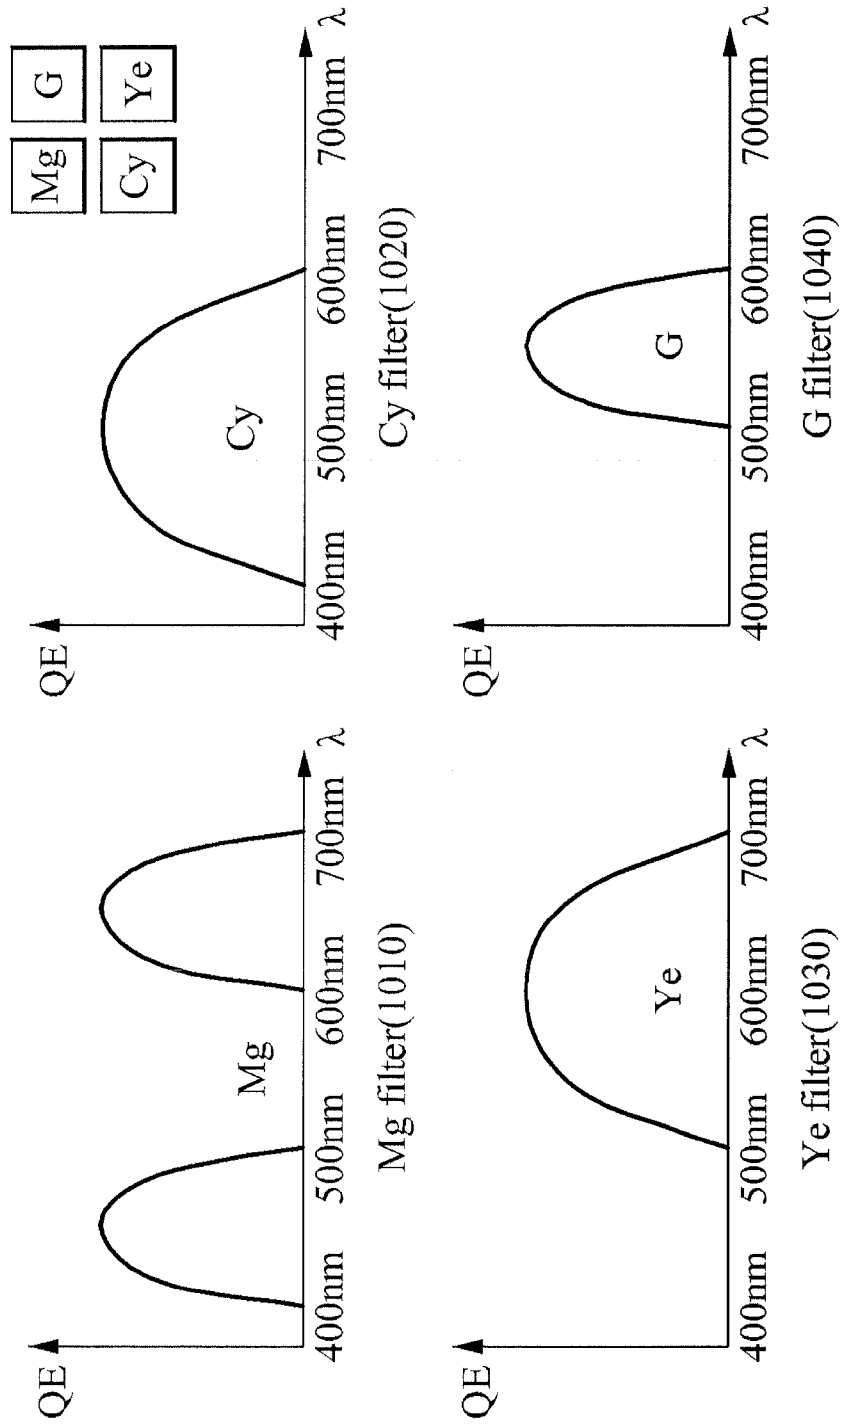 Mg G
Cy Ye
QE
Mg
400nm 500nm 600nm 700nm λ
Mg filter(1010)
QE
Cy
400nm 500nm 600nm 700nm λ
Cy filter(1020)
QE
Ye
400nm 500nm 600nm 700nm λ
Ye filter(1030)
QE
G
400nm 500nm 600nm 700nm λ
G filter(1040)